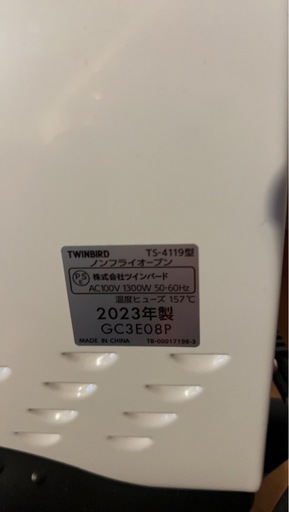 TWINBIRD TS-4119型
ノンフライオーブン
PSE 株式会社ツインバード
AC100V 1300W 50-60Hz
温度ヒューズ 157℃
2023年製
GC3E08P
MADE IN CHINA TB-00017198-3